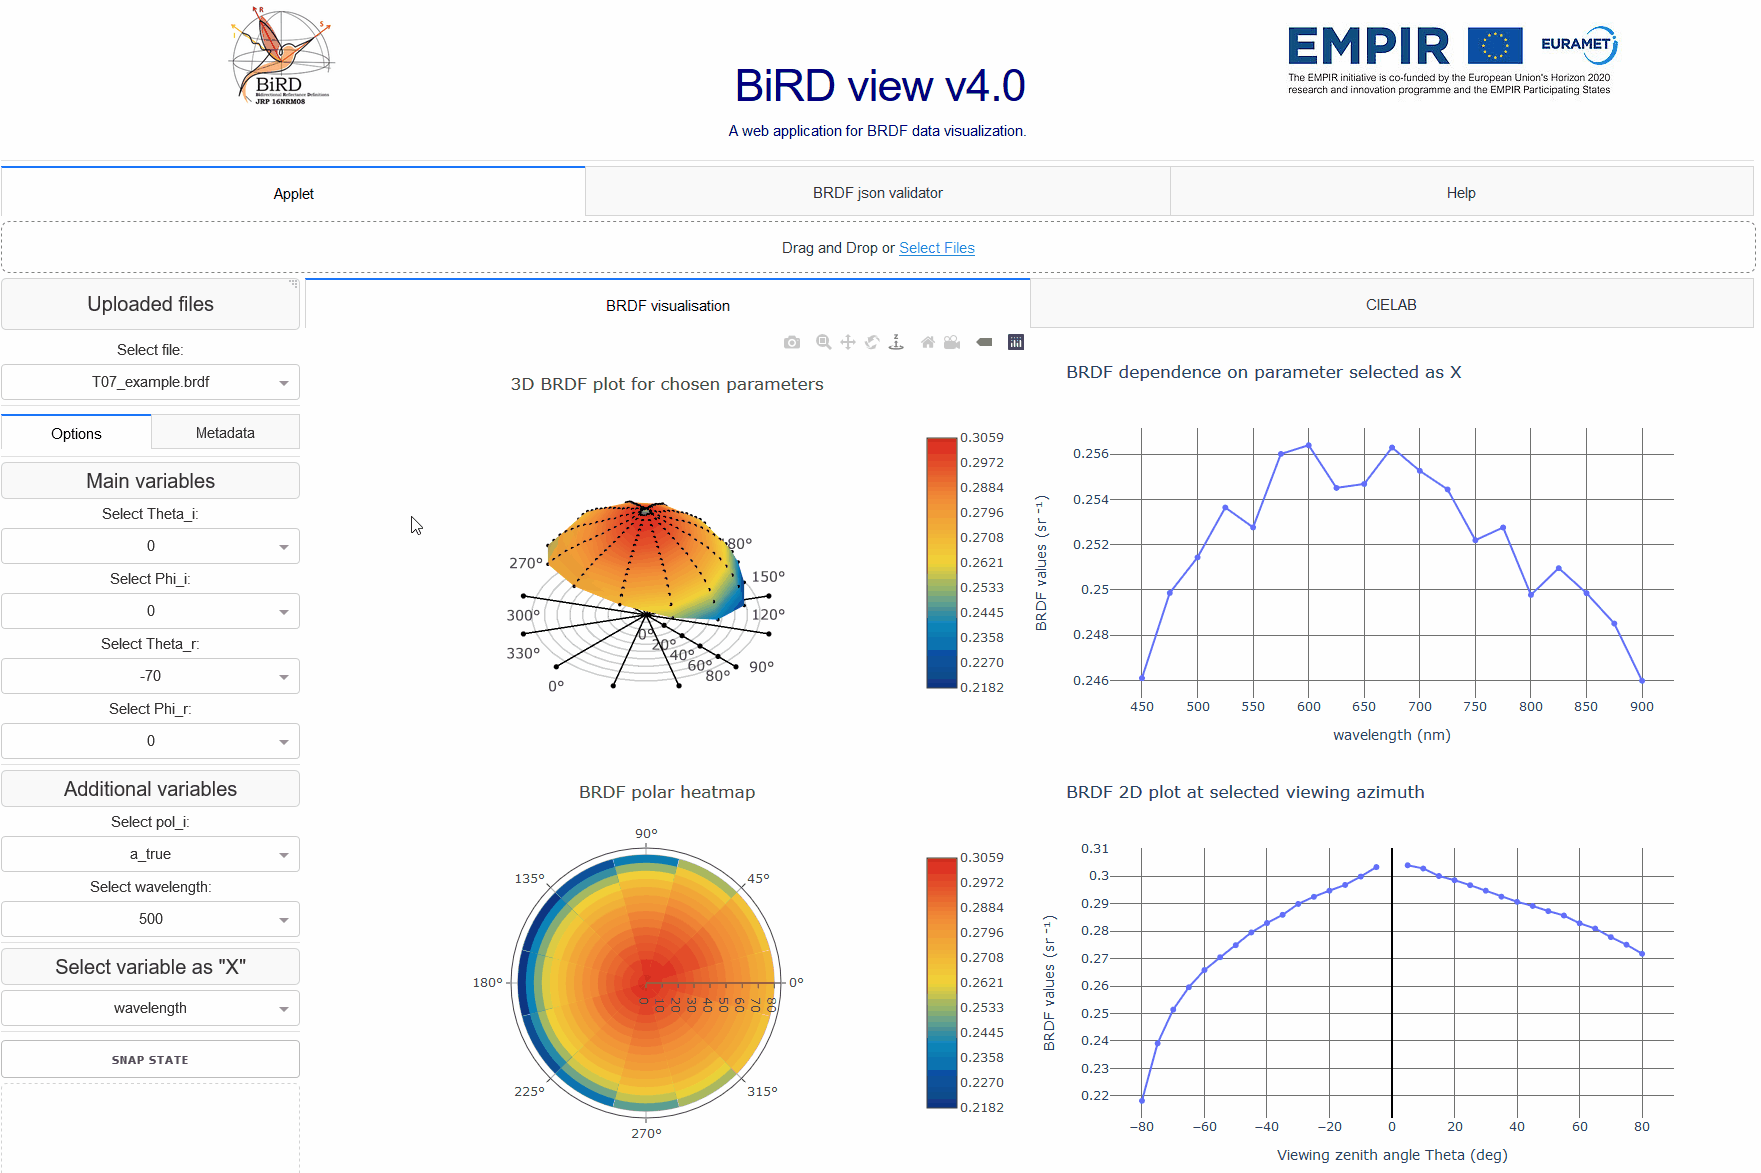 R
S
I
BiRD
Bidirectional Reflectance Definitions
JRP 16NRM08
BiRD view v4.0
A web application for BRDF data visualization.
EMPIR
EURAMET
The EMPIR initiative is co-funded by the European Union's Horizon 2020
research and innovation programme and the EMPIR Participating States
Applet
BRDF json validator
Help
Drag and Drop or Select Files
Uploaded files
Select file:
T07_example.brdf
Options
Metadata
Main variables
Select Theta_i:
0
Select Phi_i:
0
Select Theta_r:
-70
Select Phi_r:
0
Additional variables
Select pol_i:
a_true
Select wavelength:
500
Select variable as "X"
wavelength
SNAP STATE
BRDF visualisation
CIELAB
3D BRDF plot for chosen parameters
270°
300°
330°
0°
80°
150°
120°
90°
0°
20°
40°
60°
80°
0.3059
0.2972
0.2884
0.2796
0.2708
0.2621
0.2533
0.2445
0.2358
0.2270
0.2182
BRDF dependence on parameter selected as X
BRDF values (sr⁻¹)
0.256
0.254
0.252
0.25
0.248
0.246
450 500 550 600 650 700 750 800 850 900
wavelength (nm)
BRDF polar heatmap
90°
135°
45°
180°
0°
225°
315°
270°
0 10 20 30 40 50 60 70 80
0.3059
0.2972
0.2884
0.2796
0.2708
0.2621
0.2533
0.2445
0.2358
0.2270
0.2182
BRDF 2D plot at selected viewing azimuth
BRDF values (sr⁻¹)
0.31
0.3
0.29
0.28
0.27
0.26
0.25
0.24
0.23
0.22
−80 −60 −40 −20 0 20 40 60 80
Viewing zenith angle Theta (deg)